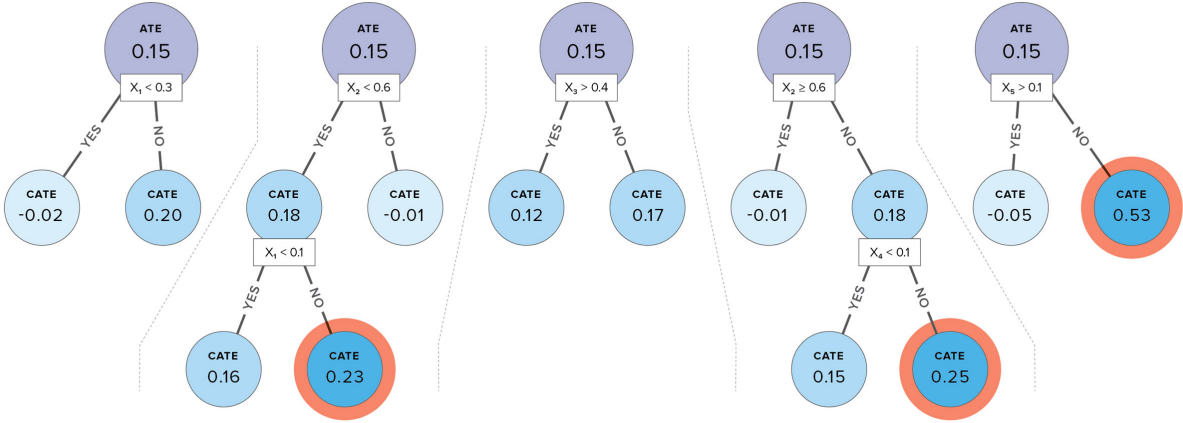 ATE
0.15
X₁ < 0.3
YES
NO
CATE
-0.02
CATE
0.20
ATE
0.15
X₂ < 0.6
YES
NO
CATE
0.18
CATE
-0.01
X₁ < 0.1
YES
NO
CATE
0.16
CATE
0.23
ATE
0.15
X₃ > 0.4
YES
NO
CATE
0.12
CATE
0.17
ATE
0.15
X₂ ≥ 0.6
YES
NO
CATE
-0.01
CATE
0.18
X₄ < 0.1
YES
NO
CATE
0.15
CATE
0.25
ATE
0.15
X₅ > 0.1
YES
NO
CATE
-0.05
CATE
0.53